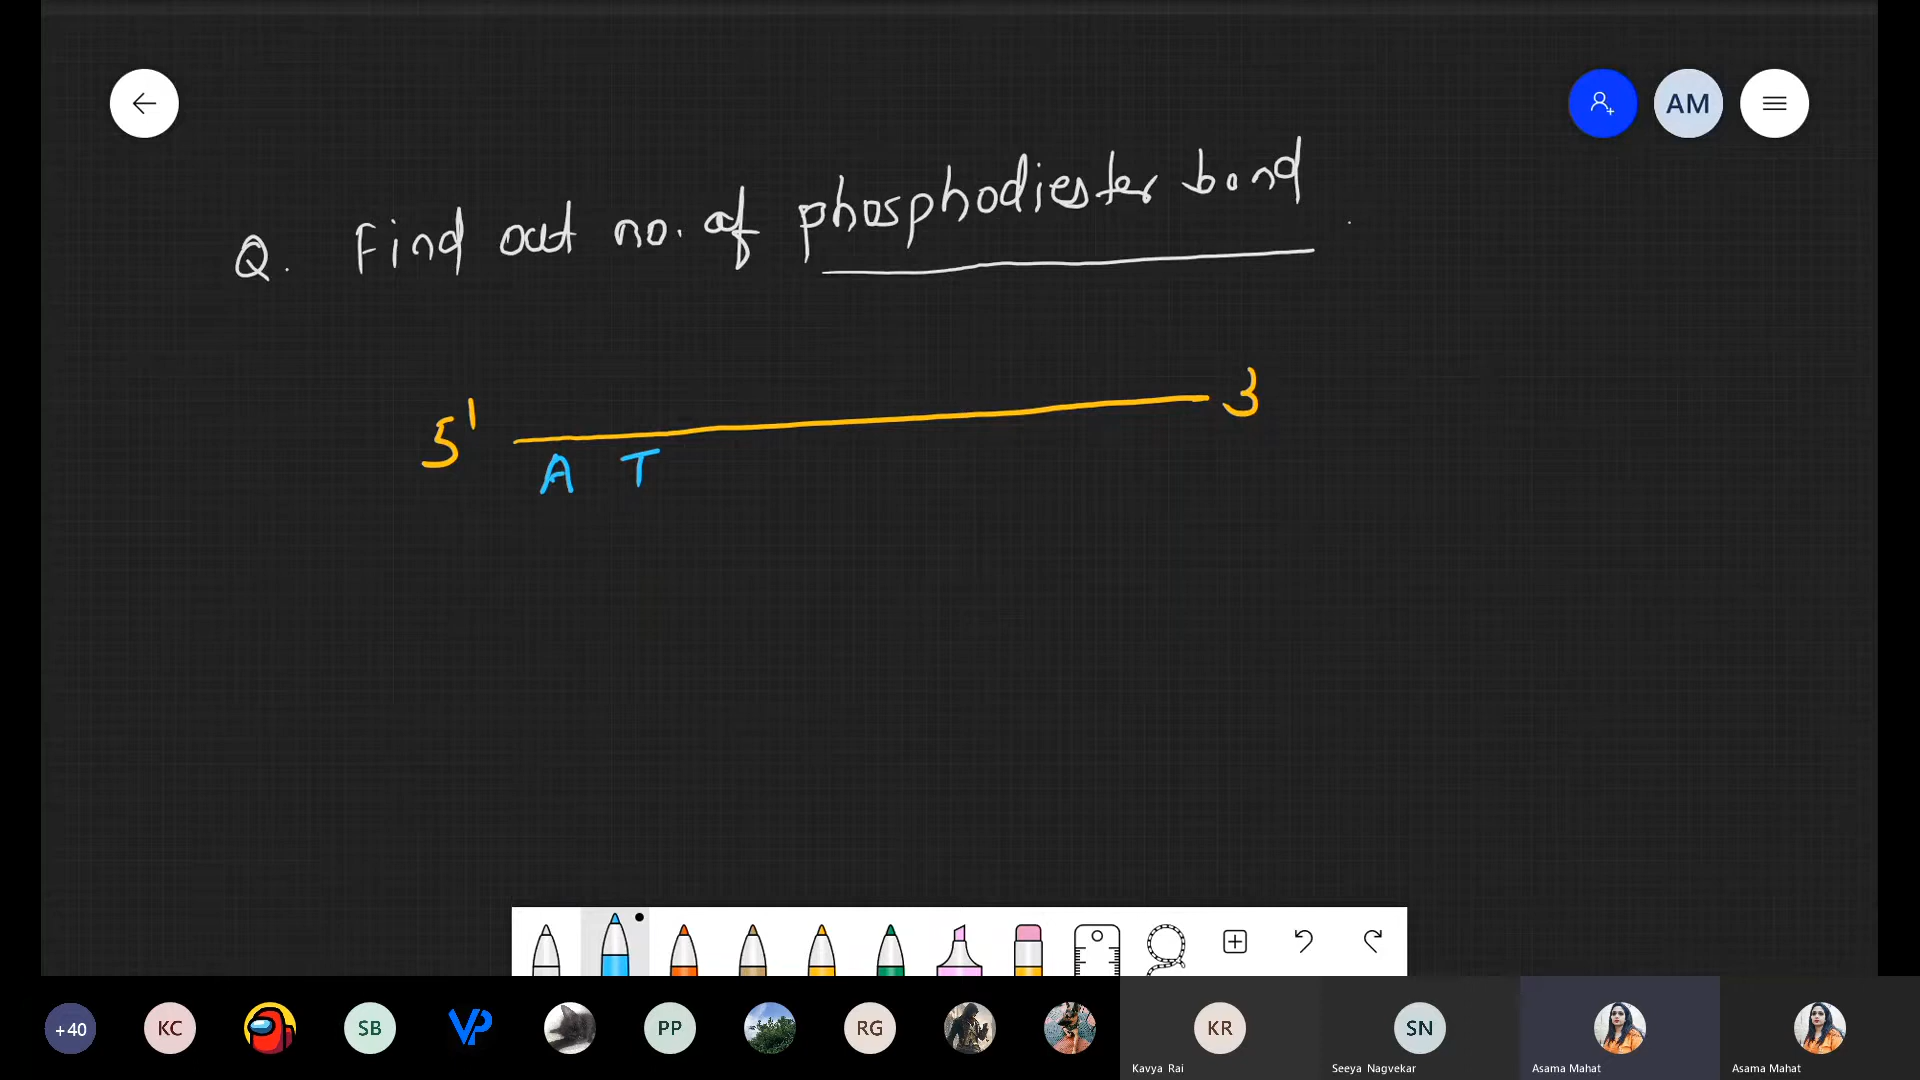 AM
Q. Find out no. of phosphodiester bond.
5' 3
A T
+40 KC SB VP PP RG KR SN
Kavya Rai Seeya Nagvekar Asama Mahat Asama Mahat